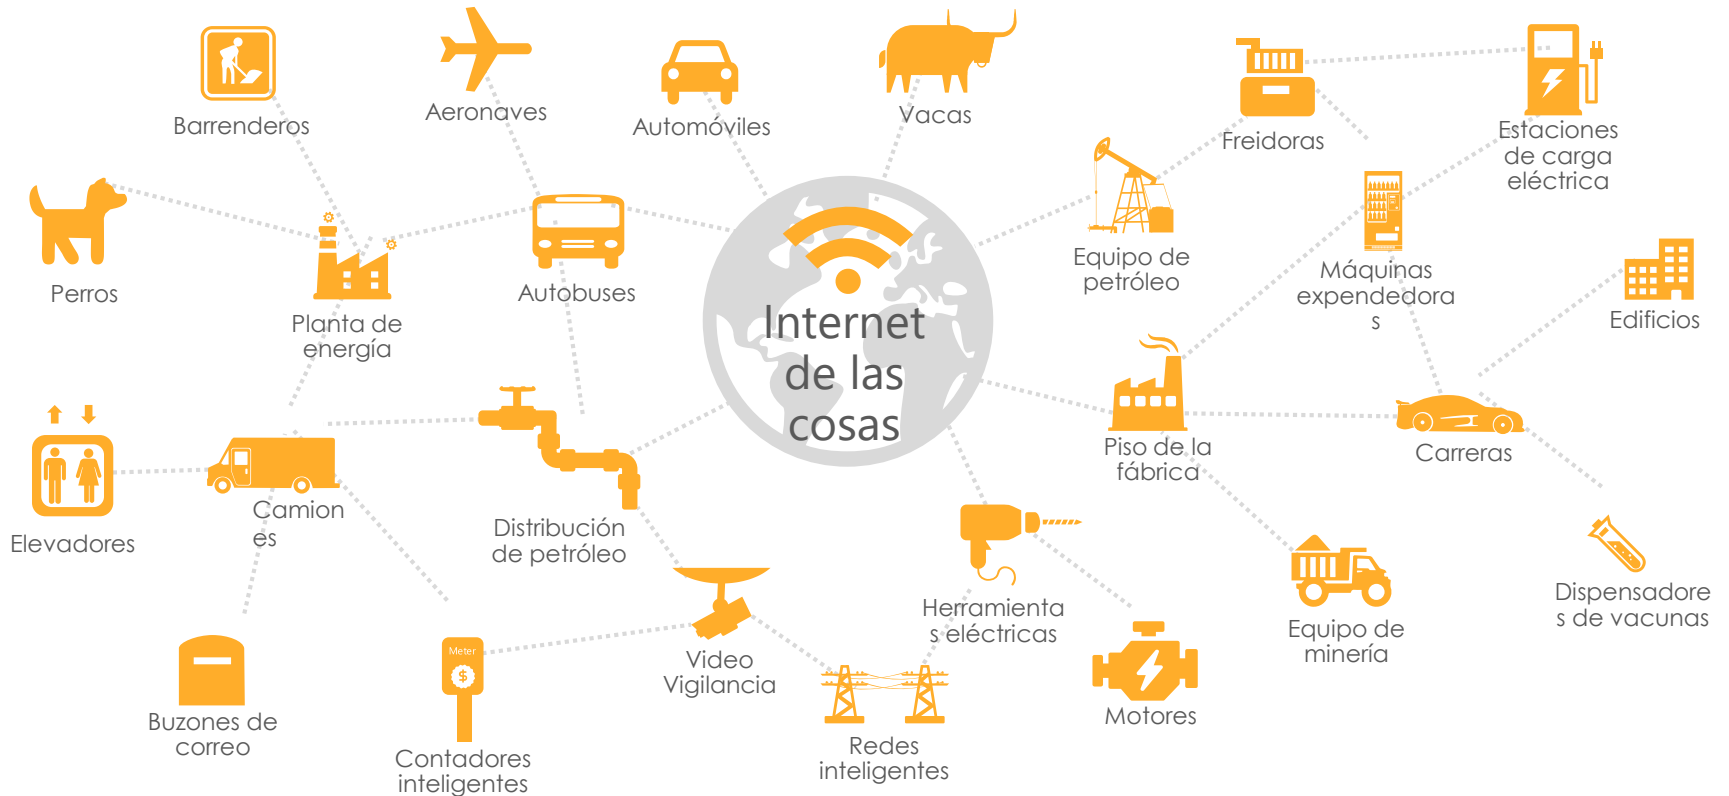 Barrenderos
Aeronaves
Automóviles
Vacas
Freidoras
Estaciones
de carga
eléctrica
Perros
Planta de
energía
Autobuses
Internet
de las
cosas
Equipo de
petróleo
Máquinas
expendedora
s
Edificios
Elevadores
Camion
es
Distribución
de petróleo
Piso de la
fábrica
Carreras
Buzones de
correo
Meter
$
Contadores
inteligentes
Video
Vigilancia
Redes
inteligentes
Herramienta
s eléctricas
Motores
Equipo de
minería
Dispensadore
s de vacunas